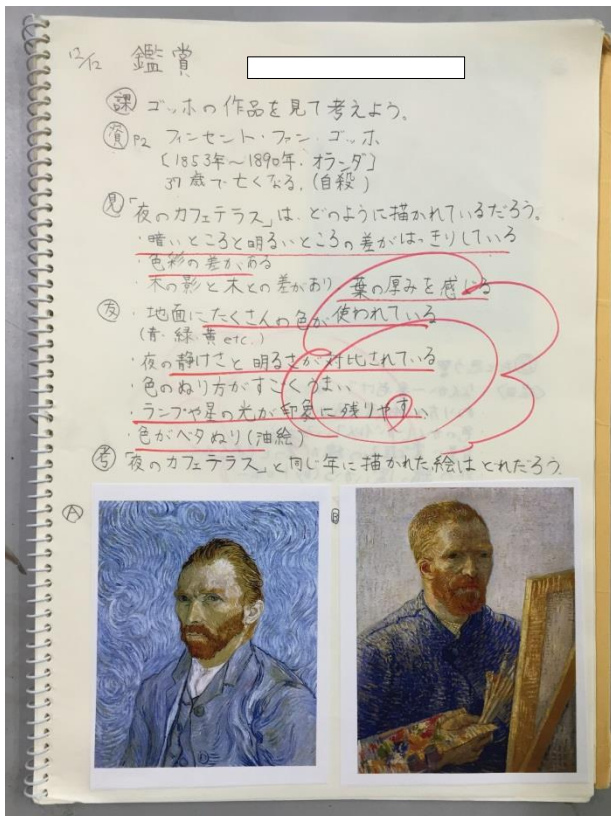 12/12 鑑賞
課 ゴッホの作品を見て考えよう。
資 P2 フィンセント・ファン・ゴッホ
(1853年〜1890年・オランダ)
37歳で亡くなる。(自殺)
見 「夜のカフェテラス」は、どのように描かれているだろう。
・暗いところと明るいところの差がはっきりしている
・色彩の差がある
・木の影と木との差があり 葉の厚みを感じる
友 ・地面にたくさんの色が使われている
(青・緑・黄 etc.)
・夜の静けさと明るさが対比されている
・色のぬり方がすごくうまい
・ランプや星の光が印象に残りやすい
・色がベタぬり(油絵)
考 「夜のカフェテラス」と同じ年に描かれた絵はどれだろう。
A
B